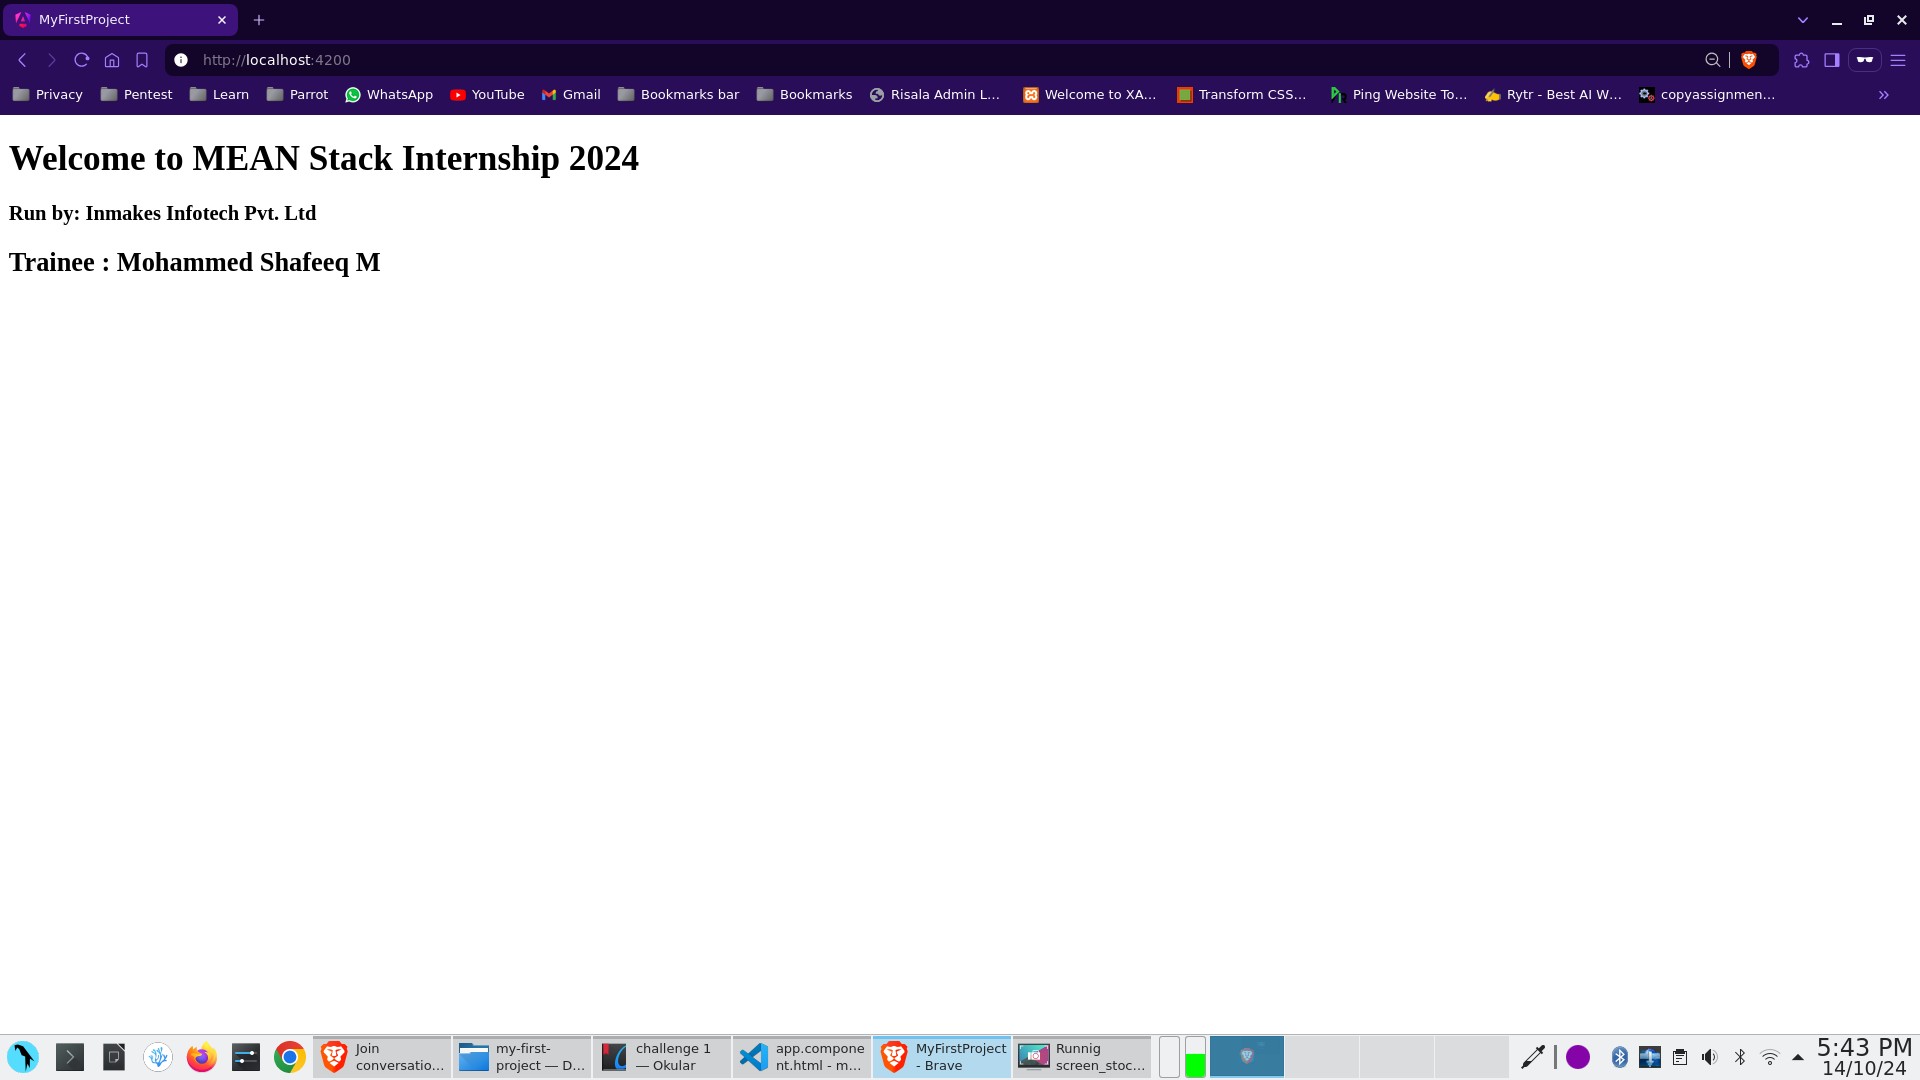 MyFirstProject
http://localhost:4200
Privacy Pentest Learn Parrot WhatsApp YouTube Gmail Bookmarks bar Bookmarks Risala Admin L... Welcome to XA... Transform CSS... Ping Website To... Rytr - Best AI W... copyassignmen...
Welcome to MEAN Stack Internship 2024
Run by: Inmakes Infotech Pvt. Ltd
Trainee : Mohammed Shafeeq M
Join
conversatio...
my-first-
project — D...
challenge 1
— Okular
app.compone
nt.html - m...
MyFirstProject
- Brave
Runnig
screen_stoc...
5:43 PM
14/10/24